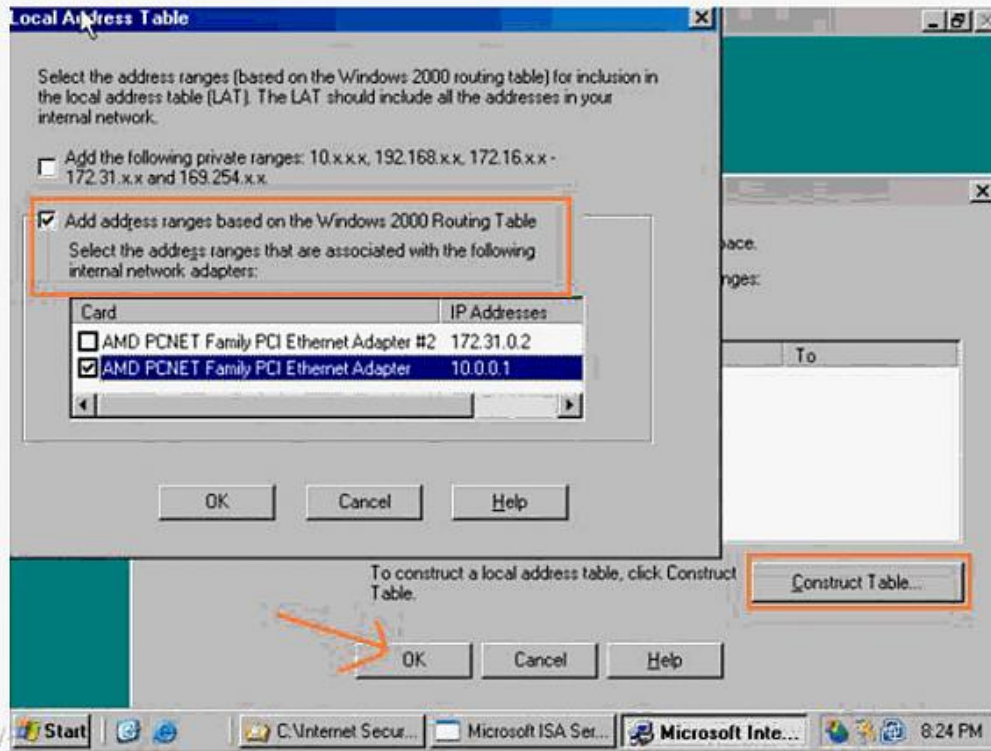 Local Address Table
Select the address ranges (based on the Windows 2000 routing table) for inclusion in
the local address table (LAT). The LAT should include all the addresses in your
internal network.
Add the following private ranges: 10.x.x.x, 192.168.x.x, 172.16.x.x -
172.31.x.x and 169.254.x.x.
Add address ranges based on the Windows 2000 Routing Table
Select the address ranges that are associated with the following
internal network adapters:
Card IP Addresses
AMD PCNET Family PCI Ethernet Adapter #2 172.31.0.2
AMD PCNET Family PCI Ethernet Adapter 10.0.0.1
OK Cancel Help
To
To construct a local address table, click Construct
Table.
Construct Table...
OK Cancel Help
Start C:\Internet Secur... Microsoft ISA Ser... Microsoft Inte... 8:24 PM